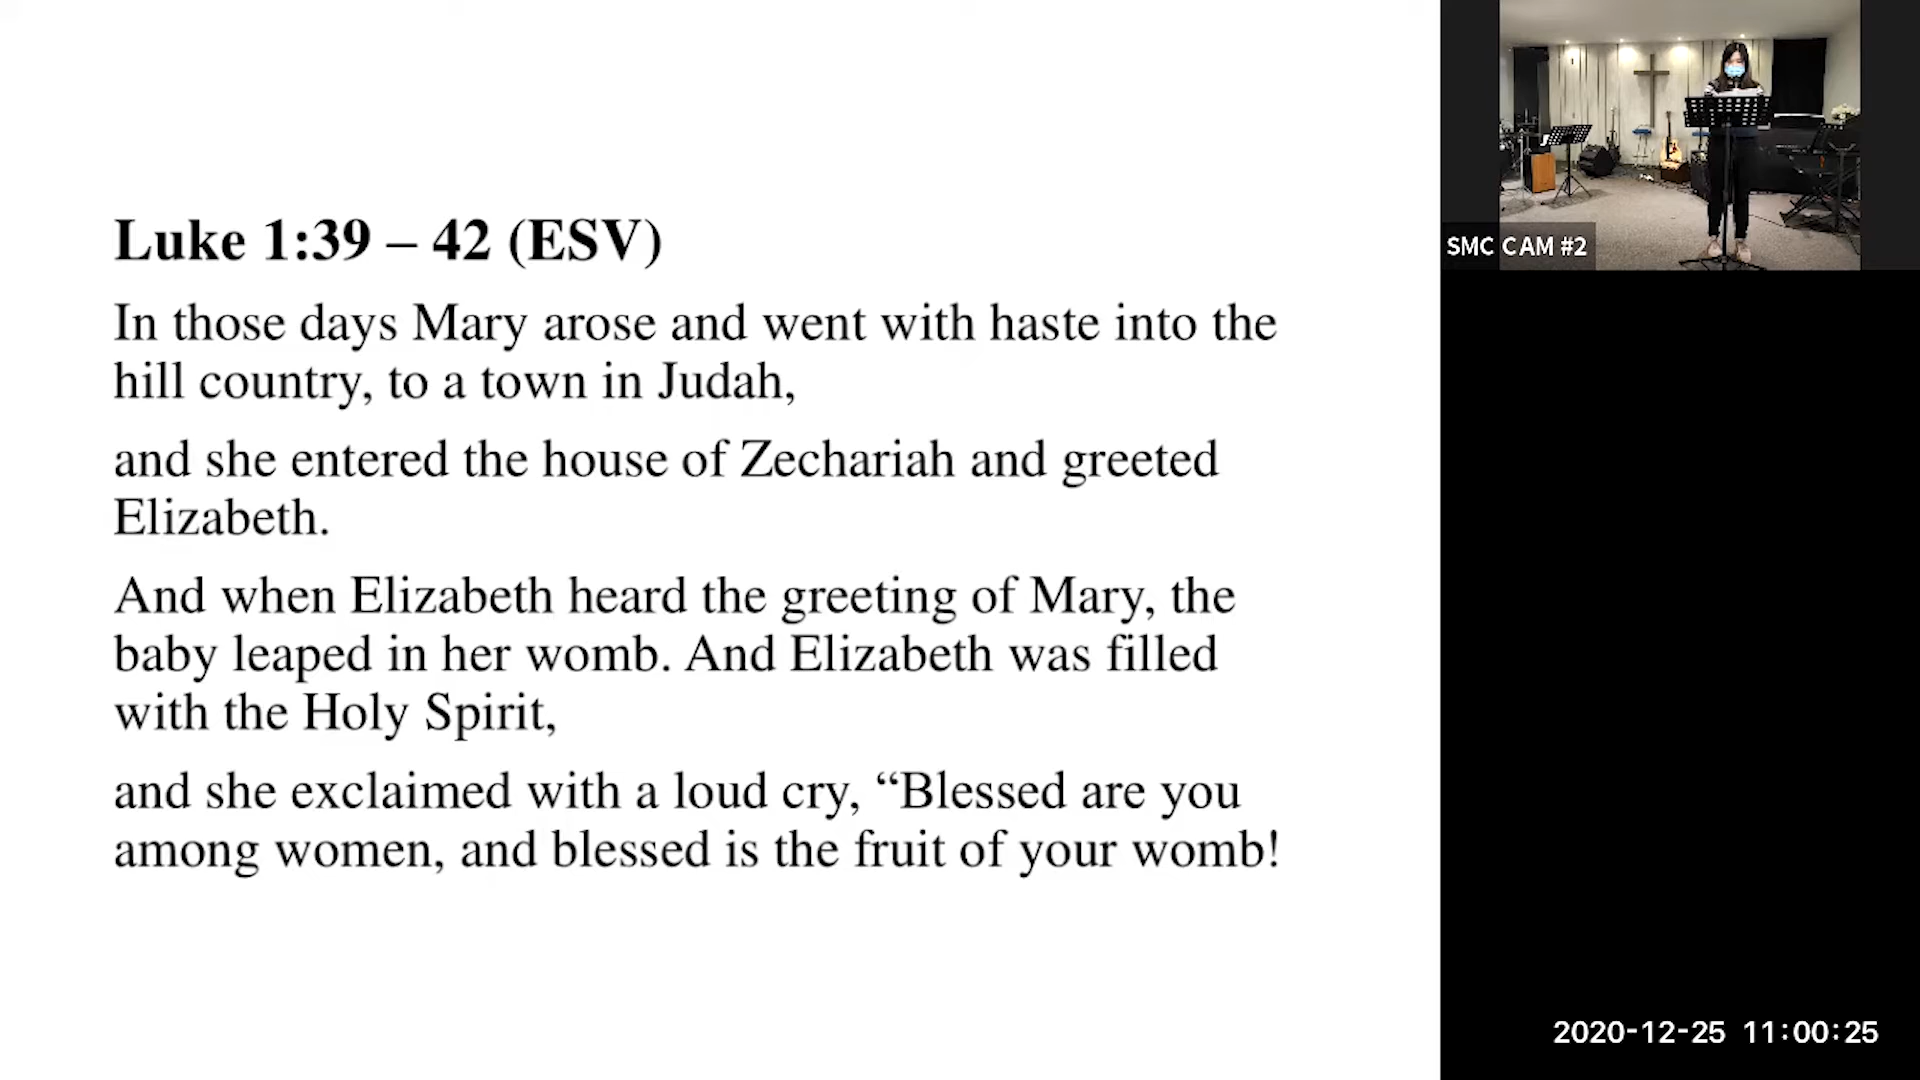 Luke 1:39 – 42 (ESV)
In those days Mary arose and went with haste into the
hill country, to a town in Judah,
and she entered the house of Zechariah and greeted
Elizabeth.
And when Elizabeth heard the greeting of Mary, the
baby leaped in her womb. And Elizabeth was filled
with the Holy Spirit,
and she exclaimed with a loud cry, “Blessed are you
among women, and blessed is the fruit of your womb!
SMC CAM #2
2020-12-25 11:00:25